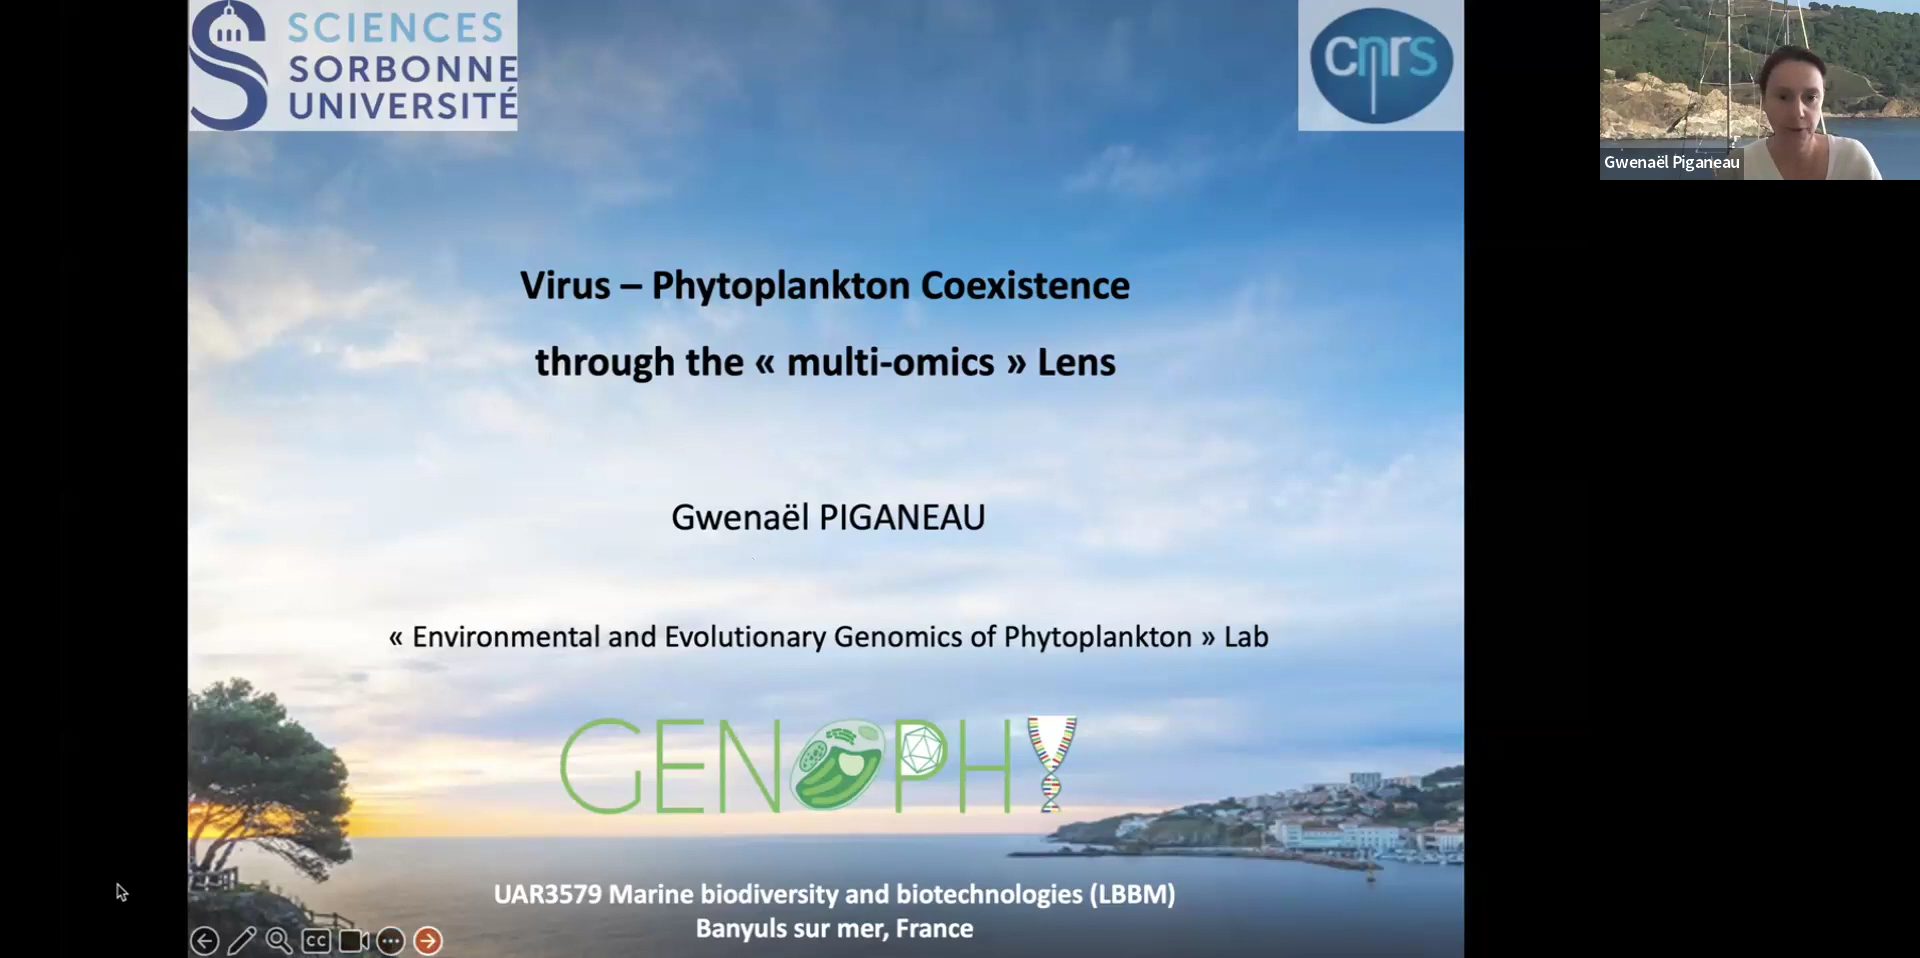 SCIENCES
SORBONNE
UNIVERSITÉ
cnrs
Gwenaël Piganeau
Virus – Phytoplankton Coexistence
through the « multi-omics » Lens
Gwenaël PIGANEAU
« Environmental and Evolutionary Genomics of Phytoplankton » Lab
GENOPHY
UAR3579 Marine biodiversity and biotechnologies (LBBM)
Banyuls sur mer, France
CC